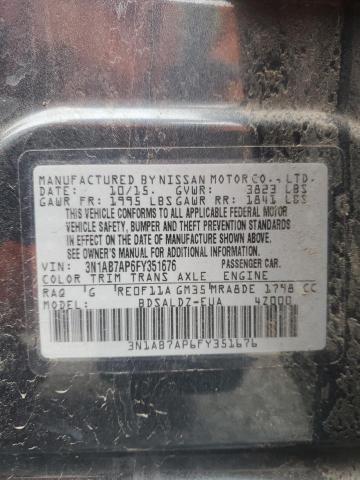 MANUFACTURED BY NISSAN MOTOR CO., LTD.
DATE: 10/15. GVWR: 3823 LBS
GAWR FR: 1995 LBS GAWR RR: 1841 LBS
THIS VEHICLE CONFORMS TO ALL APPLICABLE FEDERAL MOTOR
VEHICLE SAFETY, BUMPER AND THEFT PREVENTION STANDARDS
IN EFFECT ON THE DATE OF MANUFACTURE SHOWN ABOVE.
SEE OWNER'S MANUAL FOR ADDITIONAL INFORMATION.
VIN: 3N1AB7AP6FY351676 PASSENGER CAR.
COLOR TRIM TRANS AXLE ENGINE
RAQ G RE0F11A GM35 MRA8DE 1798 CC
MODEL: BDSALDZ-EUA 47000
3N1AB7AP6FY351676